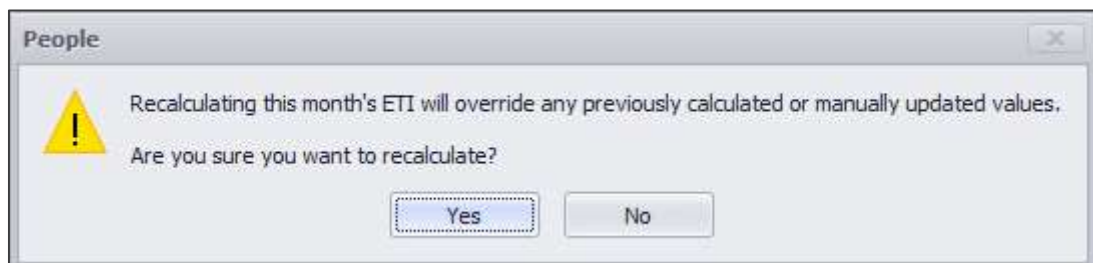 People
Recalculating this month's ETI will override any previously calculated or manually updated values.
Are you sure you want to recalculate?
Yes No